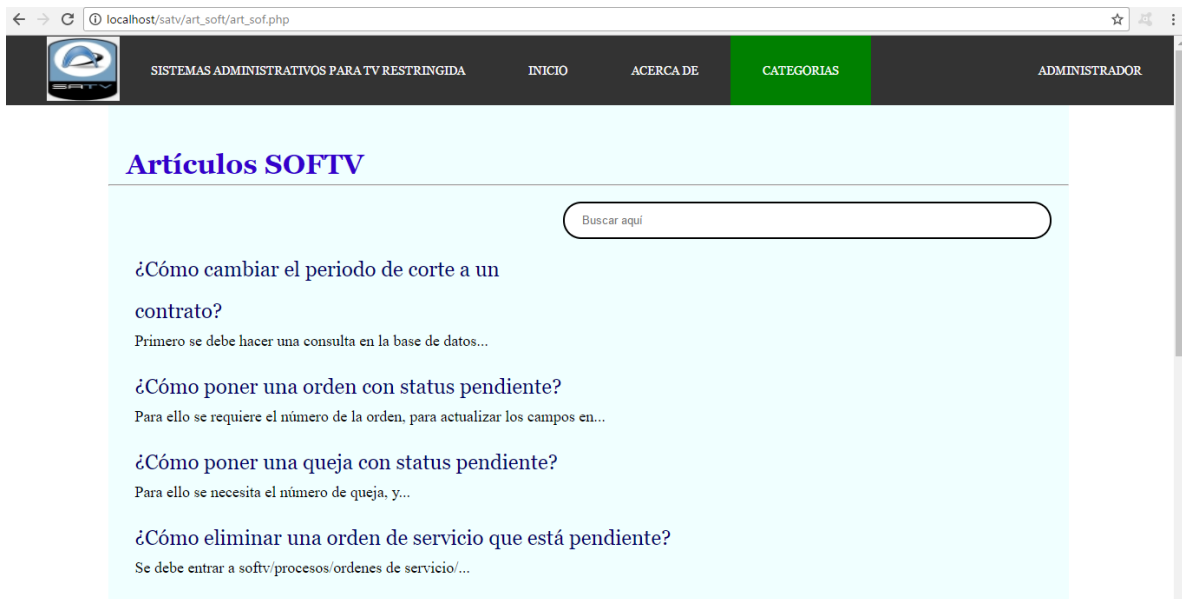 localhost/satv/art_soft/art_sof.php
SATV
SISTEMAS ADMINISTRATIVOS PARA TV RESTRINGIDA
INICIO
ACERCA DE
CATEGORIAS
ADMINISTRADOR
Artículos SOFTV
Buscar aquí
¿Cómo cambiar el periodo de corte a un
contrato?
Primero se debe hacer una consulta en la base de datos...
¿Cómo poner una orden con status pendiente?
Para ello se requiere el número de la orden, para actualizar los campos en...
¿Cómo poner una queja con status pendiente?
Para ello se necesita el número de queja, y...
¿Cómo eliminar una orden de servicio que está pendiente?
Se debe entrar a softv/procesos/ordenes de servicio/...